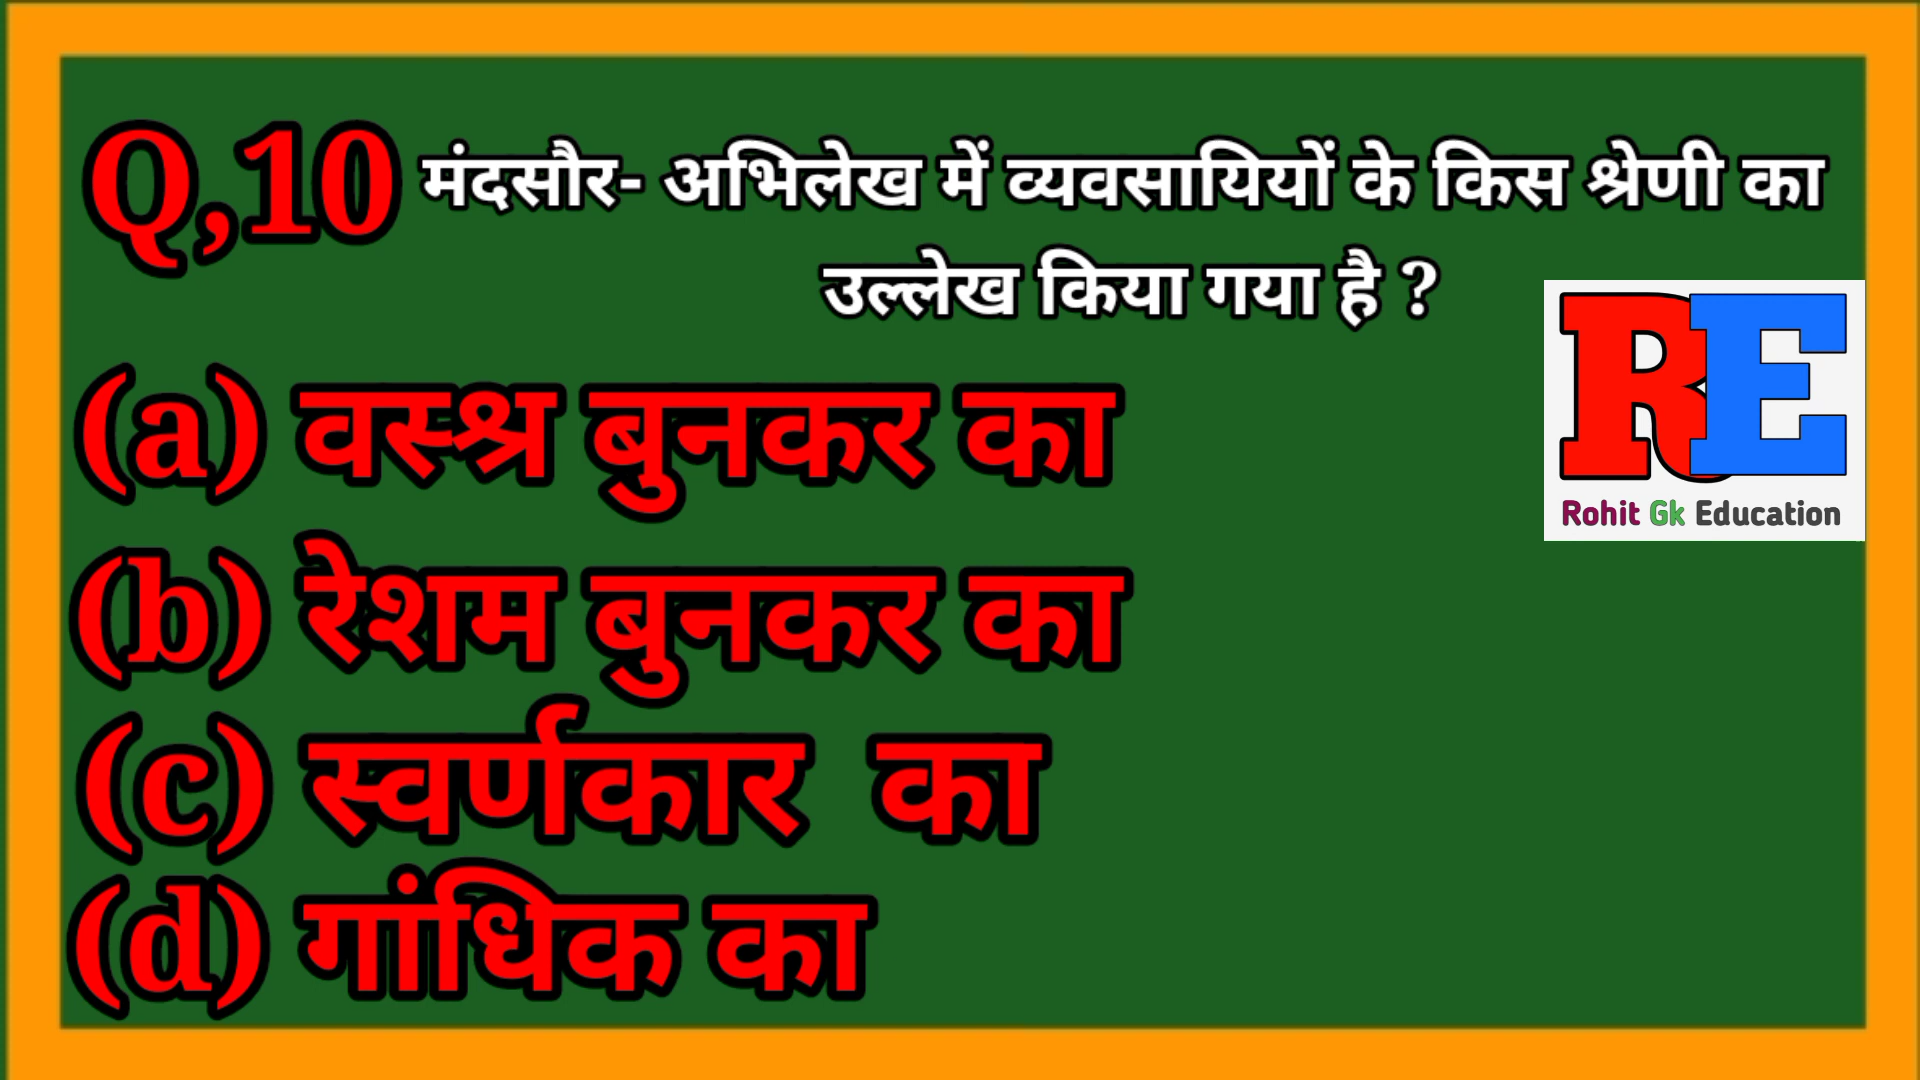 Q,10 मंदसौर- अभिलेख में व्यवसायियों के किस श्रेणी का
उल्लेख किया गया है ?
RE
Rohit Gk Education
(a) वस्श्र बुनकर का
(b) रेशम बुनकर का
(c) स्वर्णकार का
(d) गांधिक का